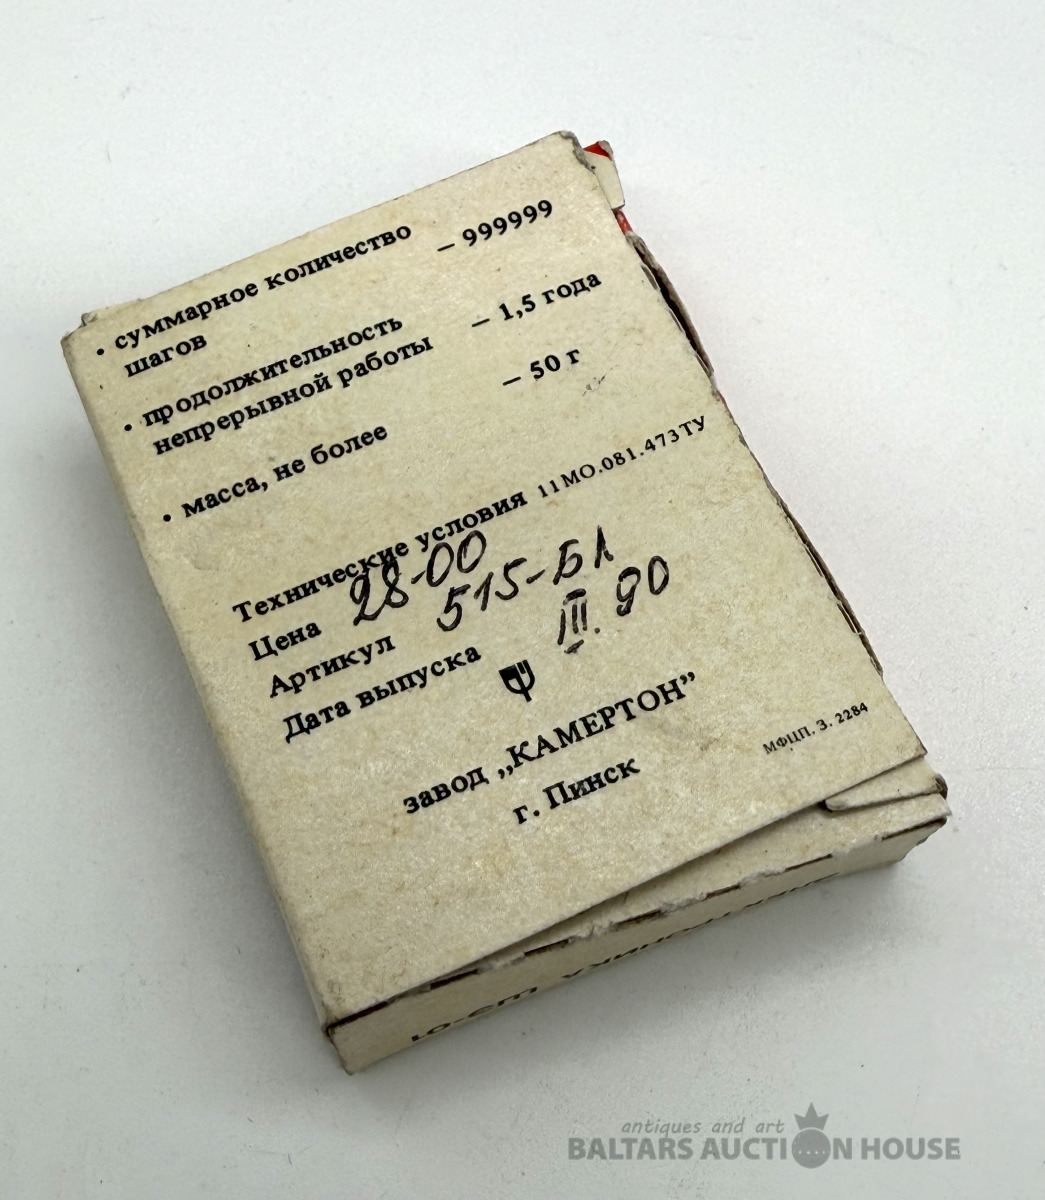 • суммарное количество – 999999
шагов
• продолжительность – 1,5 года
непрерывной работы
• масса, не более – 50 г
Технические условия 11МО.081.473ТУ
Цена 28-00
Артикул 515-БЛ
Дата выпуска III. 90
завод „КАМЕРТОН”
г. Пинск
МФЦП. З. 2284
antiques and art
BALTARS AUCTION HOUSE